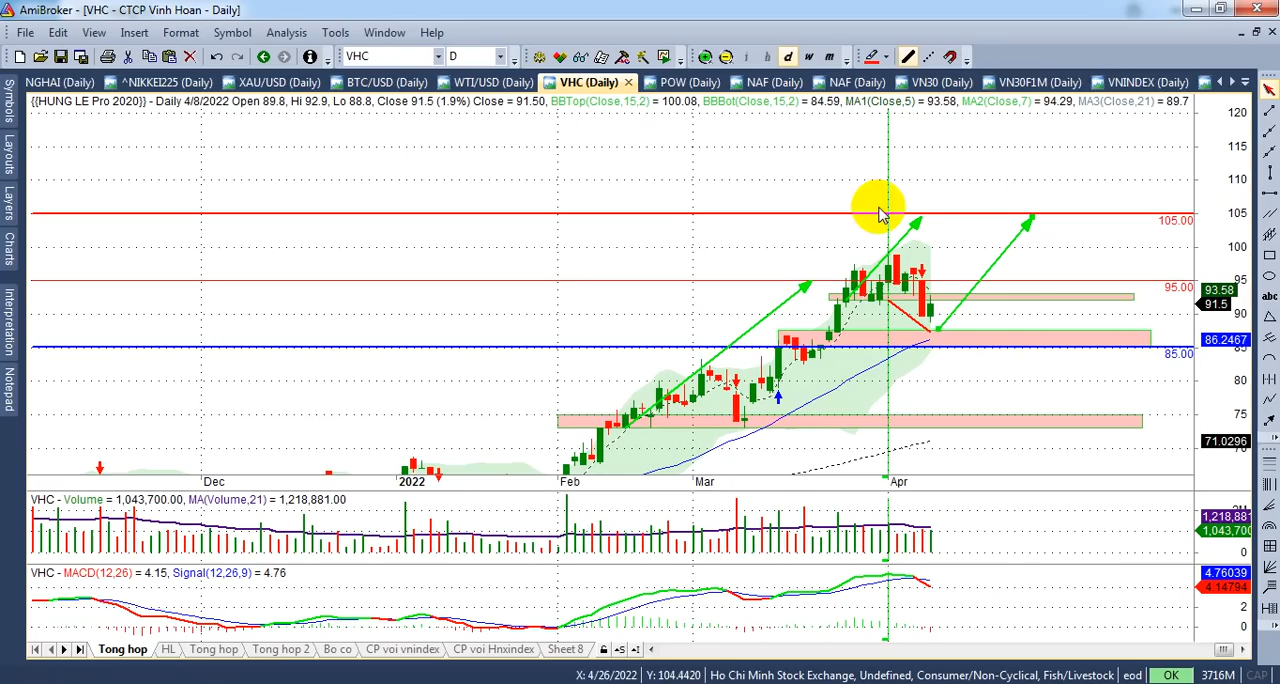 AmiBroker - [VHC - CTCP Vinh Hoan - Daily]
File Edit View Insert Format Symbol Analysis Tools Window Help
VHC D i h d w m
NGHAI (Daily) ^NIKKEI225 (Daily) XAU/USD (Daily) BTC/USD (Daily) WTI/USD (Daily) VHC (Daily) POW (Daily) NAF (Daily) NAF (Daily) VN30 (Daily) VN30F1M (Daily) VNINDEX (Daily)
Symbols
Layouts
Layers
Charts
Interpretation
Notepad
{{HUNG LE Pro 2020}} - Daily 4/8/2022 Open 89.8, Hi 92.9, Lo 88.8, Close 91.5 (1.9%) Close = 91.50, BBTop(Close,15,2) = 100.08, BBBot(Close,15,2) = 84.59, MA1(Close,5) = 93.58, MA2(Close,7) = 94.29, MA3(Close,21) = 89.7
120
115
110
105
105.00
100
95
95.00
93.58
91.5
90
86.2467
85
85.00
80
75
71.0296
Dec 2022 Feb Mar Apr
VHC - Volume = 1,043,700.00, MA(Volume,21) = 1,218,881.00
1,218,881
1,043,700
0
VHC - MACD(12,26) = 4.15, Signal(12,26,9) = 4.76
4.76039
4.14794
2
0
Tong hop HL Tong hop Tong hop 2 Bo co CP voi vnindex CP voi Hnxindex Sheet 8
X: 4/26/2022 Y: 104.4420 Ho Chi Minh Stock Exchange, Undefined, Consumer/Non-Cyclical, Fish/Livestock eod OK 3716M CAP
abc